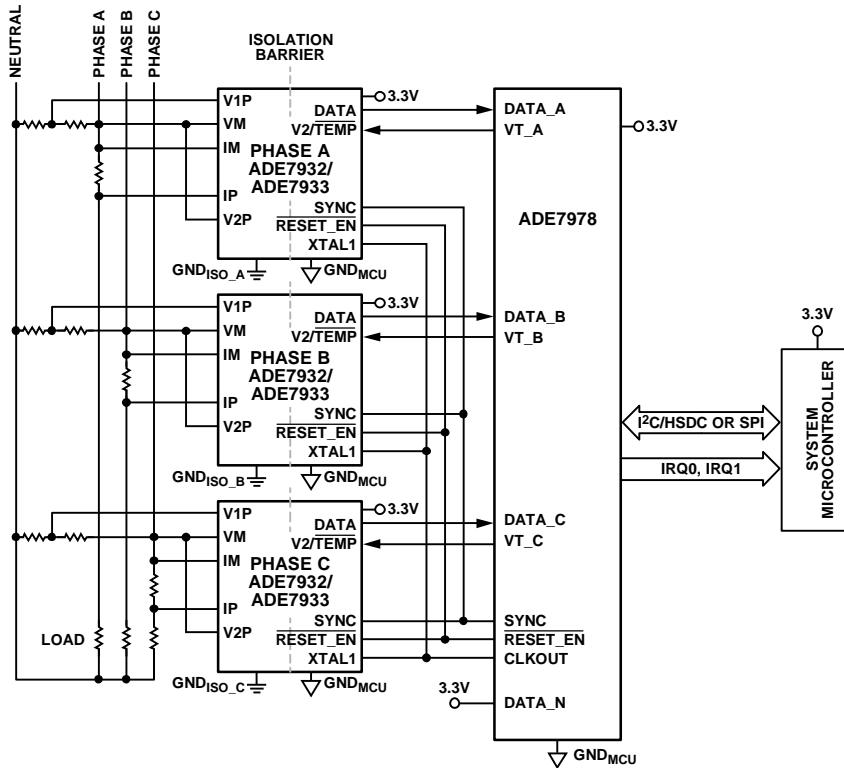 NEUTRAL
PHASE A
PHASE B
PHASE C
ISOLATION
BARRIER
V1P
VM
IM
IP
V2P
DATA
V2/TEMP
PHASE A
ADE7932/
ADE7933
SYNC
RESET_EN
XTAL1
3.3V
GNDISO_A
GNDMCU
V1P
VM
IM
IP
V2P
DATA
V2/TEMP
PHASE B
ADE7932/
ADE7933
SYNC
RESET_EN
XTAL1
3.3V
GNDISO_B
GNDMCU
V1P
VM
IM
IP
V2P
DATA
V2/TEMP
PHASE C
ADE7932/
ADE7933
SYNC
RESET_EN
XTAL1
3.3V
GNDISO_C
GNDMCU
LOAD
DATA_A
VT_A
3.3V
ADE7978
DATA_B
VT_B
DATA_C
VT_C
SYNC
RESET_EN
CLKOUT
3.3V
DATA_N
GNDMCU
I2C/HSDC OR SPI
IRQ0, IRQ1
3.3V
SYSTEM
MICROCONTROLLER